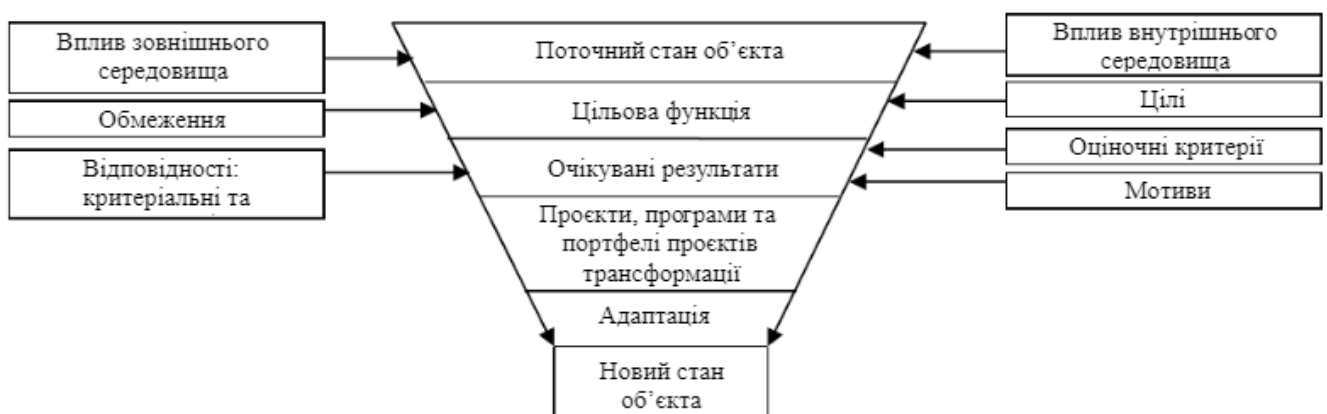 Вплив зовнішнього
середовища
Обмеження
Відповідності:
критеріальні та
Поточний стан об’єкта
Цільова функція
Очікувані результати
Проєкти, програми та
портфелі проєктів
трансформації
Адаптація
Новий стан
об’єкта
Вплив внутрішнього
середовища
Цілі
Оціночні критерії
Мотиви